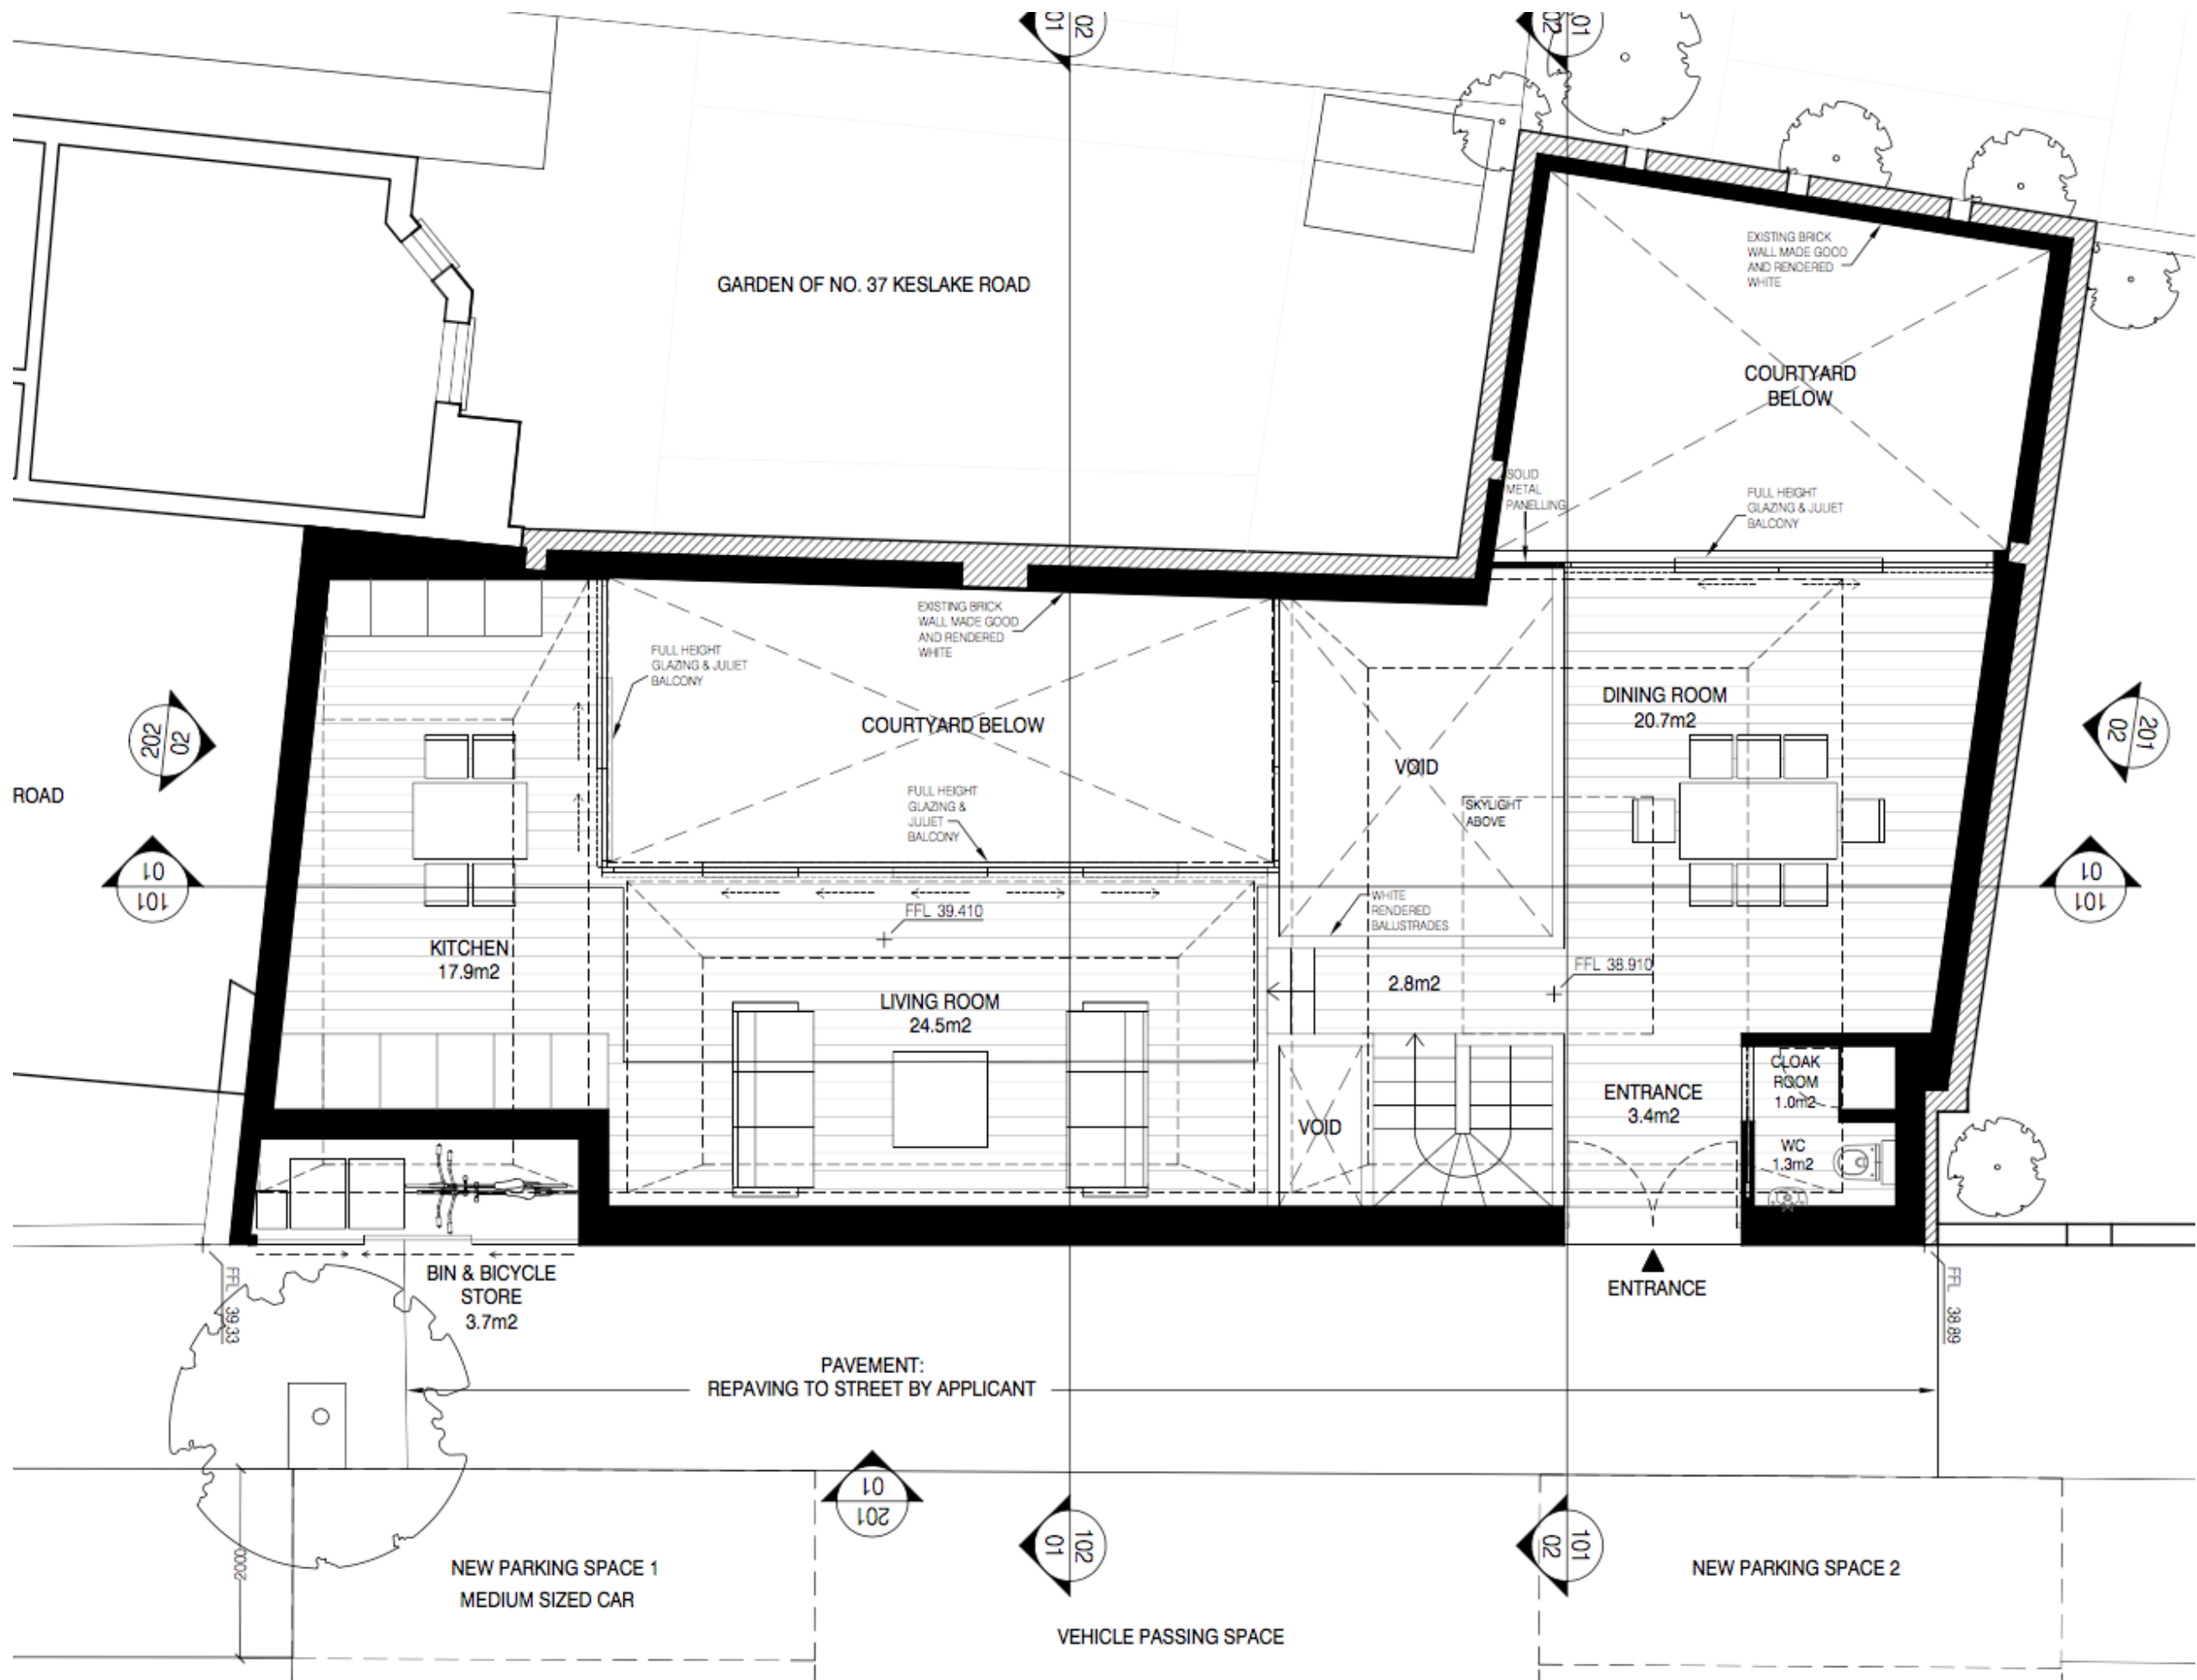 01
02
02
01
GARDEN OF NO. 37 KESLAKE ROAD
EXISTING BRICK
WALL MADE GOOD
AND RENDERED
WHITE
COURTYARD
BELOW
SOLID
METAL
PANELLING
FULL HEIGHT
GLAZING & JULIET
BALCONY
EXISTING BRICK
WALL MADE GOOD
AND RENDERED
WHITE
FULL HEIGHT
GLAZING & JULIET
BALCONY
COURTYARD BELOW
FULL HEIGHT
GLAZING &
JULIET
BALCONY
VOID
SKYLIGHT
ABOVE
DINING ROOM
20.7m2
202
02
201
02
ROAD
01
101
01
101
WHITE
RENDERED
BALUSTRADES
FFL 39.410
KITCHEN
17.9m2
LIVING ROOM
24.5m2
2.8m2
FFL 38.910
VOID
ENTRANCE
3.4m2
CLOAK
ROOM
1.0m2
WC
1.3m2
BIN & BICYCLE
STORE
3.7m2
ENTRANCE
FFL 39.33
FFL 38.89
PAVEMENT:
REPAVING TO STREET BY APPLICANT
01
201
01
102
02
101
2000
NEW PARKING SPACE 1
MEDIUM SIZED CAR
VEHICLE PASSING SPACE
NEW PARKING SPACE 2